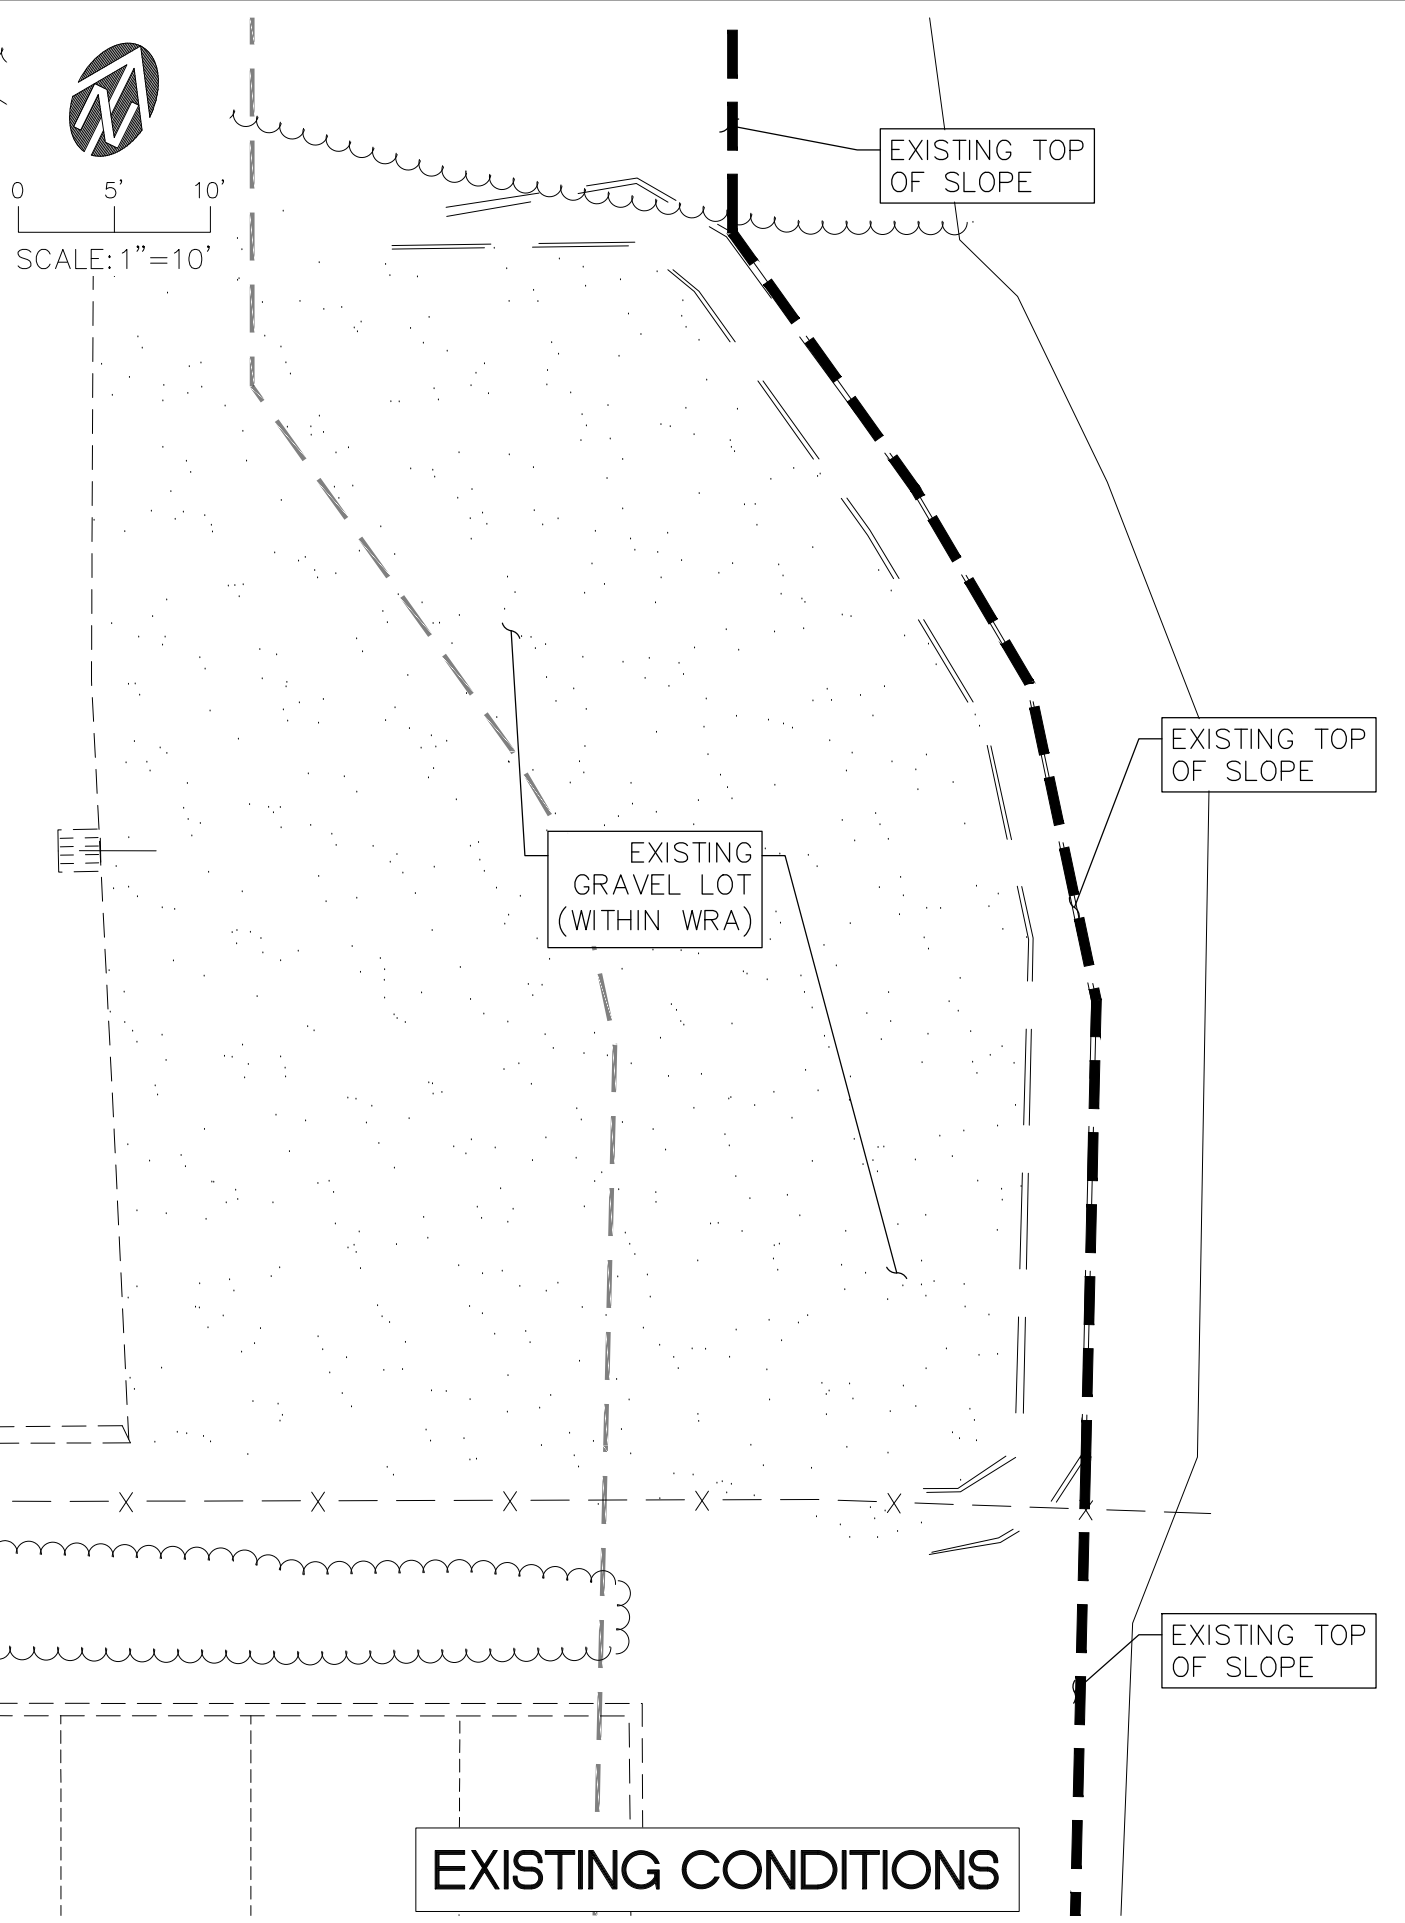 N
EXISTING TOP
OF SLOPE
0 5' 10'
SCALE: 1"=10'
EXISTING TOP
OF SLOPE
EXISTING
GRAVEL LOT
(WITHIN WRA)
X X X X X X
EXISTING TOP
OF SLOPE
EXISTING CONDITIONS